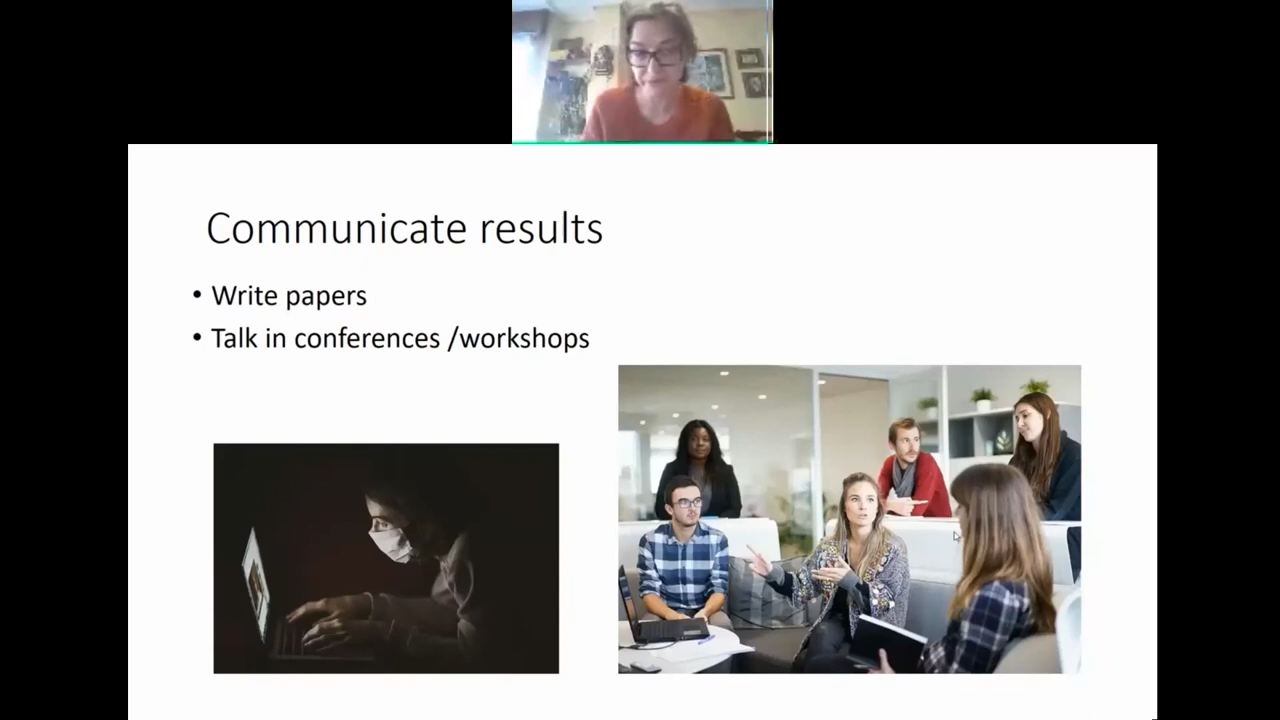 Communicate results
• Write papers
• Talk in conferences /workshops